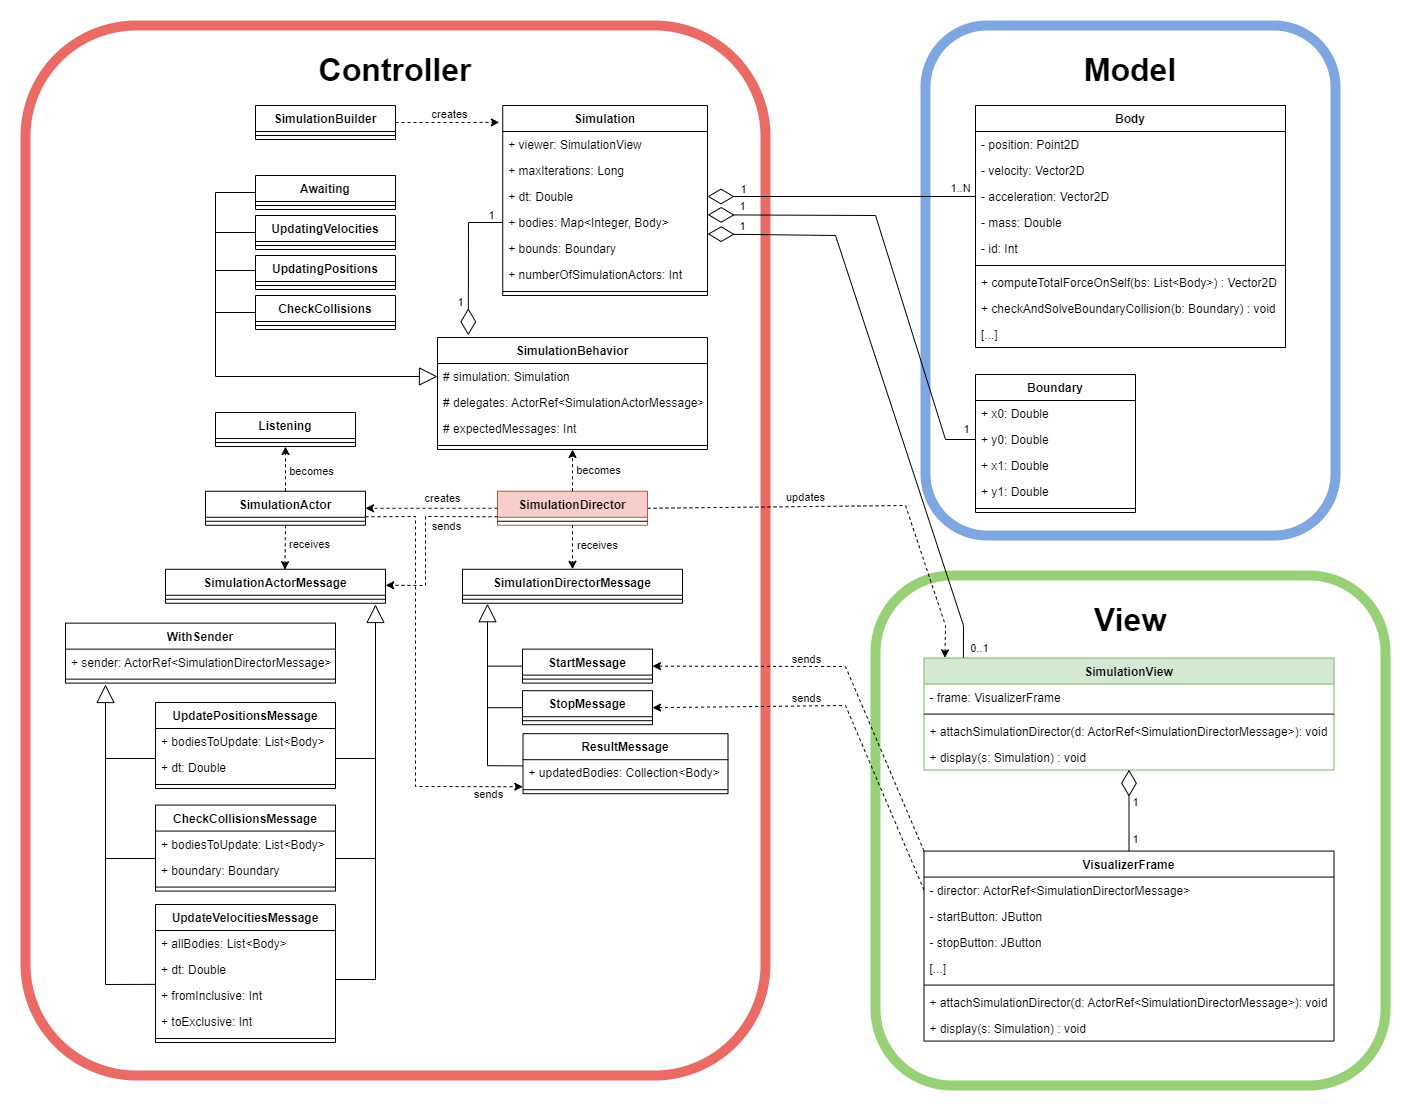 Controller
SimulationBuilder
creates
Simulation
+ viewer: SimulationView
+ maxIterations: Long
+ dt: Double
+ bodies: Map<Integer, Body>
+ bounds: Boundary
+ numberOfSimulationActors: Int
1
1
1
1
1
Awaiting
UpdatingVelocities
UpdatingPositions
CheckCollisions
SimulationBehavior
# simulation: Simulation
# delegates: ActorRef<SimulationActorMessage>
# expectedMessages: Int
Listening
becomes
becomes
SimulationActor
creates
sends
SimulationDirector
updates
receives
receives
SimulationActorMessage
SimulationDirectorMessage
WithSender
+ sender: ActorRef<SimulationDirectorMessage>
UpdatePositionsMessage
+ bodiesToUpdate: List<Body>
+ dt: Double
CheckCollisionsMessage
+ bodiesToUpdate: List<Body>
+ boundary: Boundary
UpdateVelocitiesMessage
+ allBodies: List<Body>
+ dt: Double
+ fromInclusive: Int
+ toExclusive: Int
StartMessage
sends
StopMessage
sends
ResultMessage
+ updatedBodies: Collection<Body>
sends
Model
1..N
Body
- position: Point2D
- velocity: Vector2D
- acceleration: Vector2D
- mass: Double
- id: Int
+ computeTotalForceOnSelf(bs: List<Body>) : Vector2D
+ checkAndSolveBoundaryCollision(b: Boundary) : void
[...]
1
Boundary
+ x0: Double
+ y0: Double
+ x1: Double
+ y1: Double
View
0..1
SimulationView
- frame: VisualizerFrame
+ attachSimulationDirector(d: ActorRef<SimulationDirectorMessage>): void
+ display(s: Simulation) : void
1
1
VisualizerFrame
- director: ActorRef<SimulationDirectorMessage>
- startButton: JButton
- stopButton: JButton
[...]
+ attachSimulationDirector(d: ActorRef<SimulationDirectorMessage>): void
+ display(s: Simulation) : void